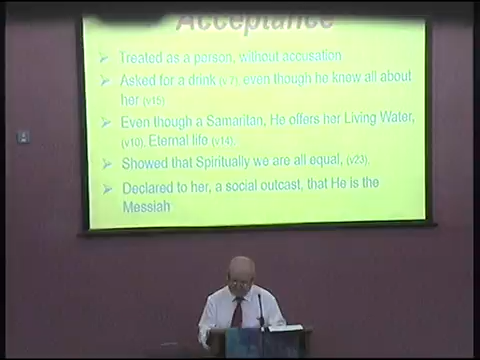 Acceptance
Treated as a person, without accusation
Asked for a drink (v7), even though he know all about
her (v15)
Even though a Samaritan, He offers her Living Water,
(v10), Eternal life (v14),
Showed that Spiritually we are all equal, (v23),
Declared to her, a social outcast, that He is the
Messiah